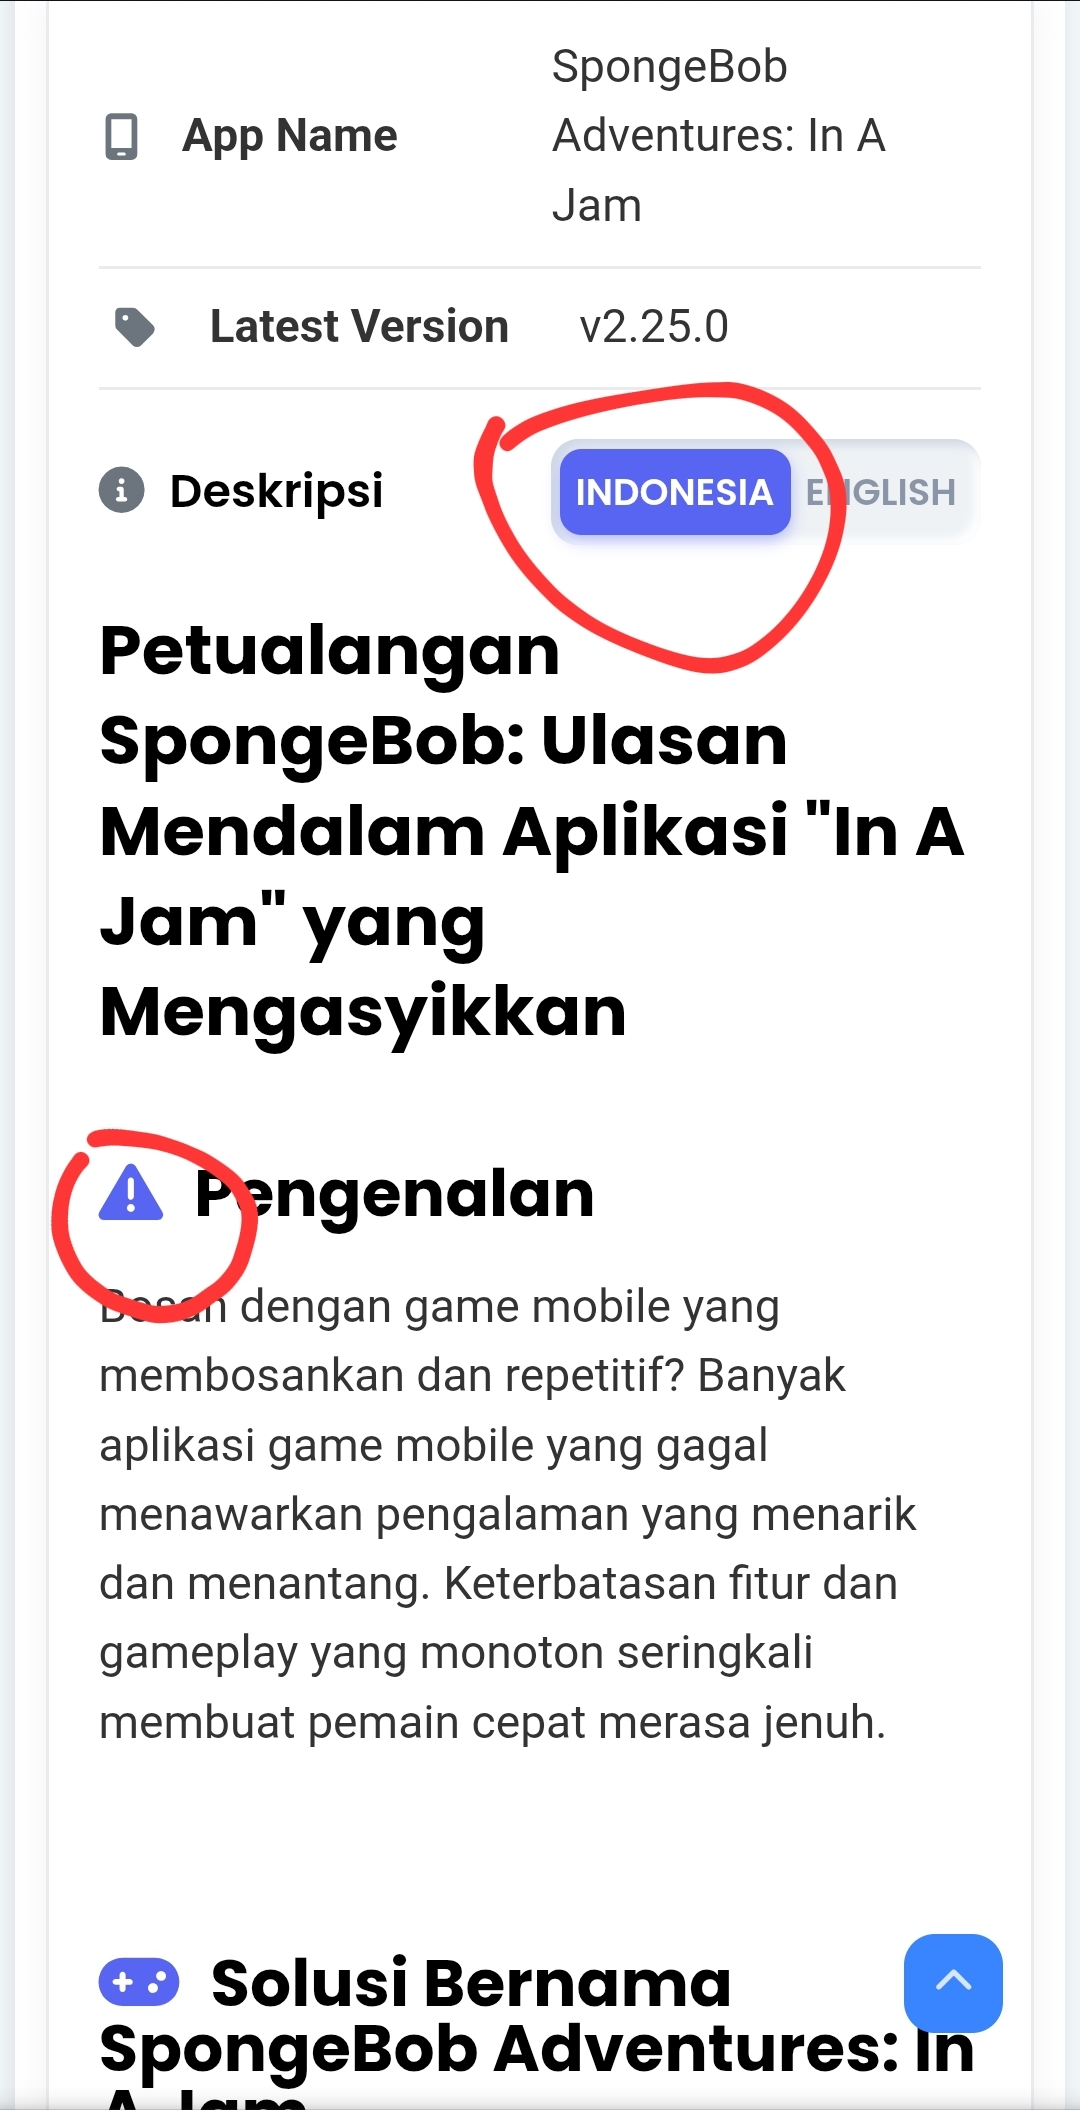 SpongeBob
App Name
Adventures: In A
Jam
Latest Version
v2.25.0
Deskripsi
INDONESIA
ENGLISH
Petualangan
SpongeBob: Ulasan
Mendalam Aplikasi "In A
Jam" yang
Mengasyikkan
Pengenalan
Bosan dengan game mobile yang
membosankan dan repetitif? Banyak
aplikasi game mobile yang gagal
menawarkan pengalaman yang menarik
dan menantang. Keterbatasan fitur dan
gameplay yang monoton seringkali
membuat pemain cepat merasa jenuh.
Solusi Bernama
SpongeBob Adventures: In
A Jam